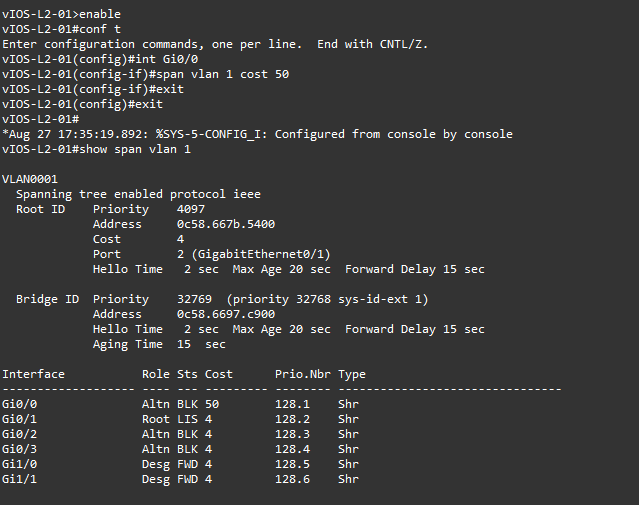 vIOS-L2-01>enable
vIOS-L2-01#conf t
Enter configuration commands, one per line.  End with CNTL/Z.
vIOS-L2-01(config)#int Gi0/0
vIOS-L2-01(config-if)#span vlan 1 cost 50
vIOS-L2-01(config-if)#exit
vIOS-L2-01(config)#exit
vIOS-L2-01#
*Aug 27 17:35:19.892: %SYS-5-CONFIG_I: Configured from console by console
vIOS-L2-01#show span vlan 1

VLAN0001
  Spanning tree enabled protocol ieee
  Root ID    Priority    4097
             Address     0c58.667b.5400
             Cost        4
             Port        2 (GigabitEthernet0/1)
             Hello Time   2 sec  Max Age 20 sec  Forward Delay 15 sec

  Bridge ID  Priority    32769  (priority 32768 sys-id-ext 1)
             Address     0c58.6697.c900
             Hello Time   2 sec  Max Age 20 sec  Forward Delay 15 sec
             Aging Time  15  sec

Interface           Role Sts Cost      Prio.Nbr Type
------------------- ---- --- --------- -------- --------------------------------
Gi0/0               Altn BLK 50        128.1    Shr
Gi0/1               Root LIS 4         128.2    Shr
Gi0/2               Altn BLK 4         128.3    Shr
Gi0/3               Altn BLK 4         128.4    Shr
Gi1/0               Desg FWD 4         128.5    Shr
Gi1/1               Desg FWD 4         128.6    Shr